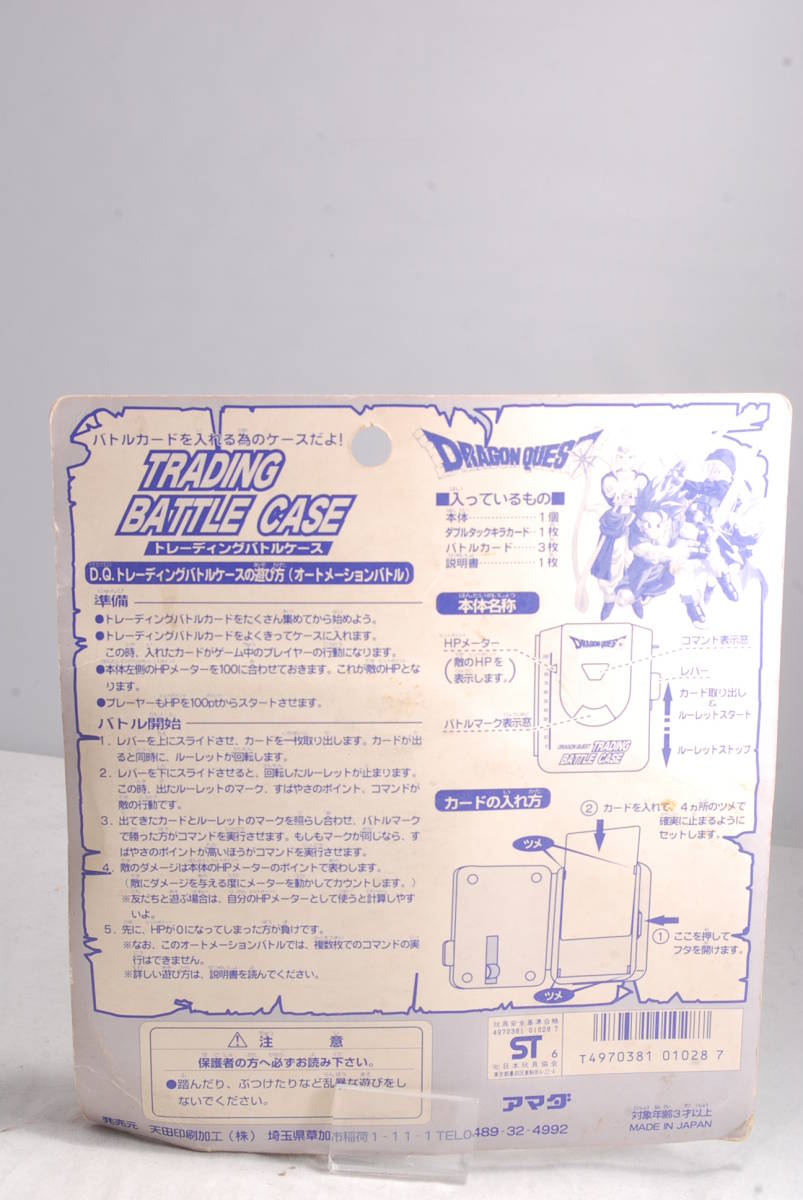 バトルカードを入れる為のケースだよ!
TRADING
BATTLE CASE
トレーディングバトルケース
D.Q.トレーディングバトルケースの遊び方(オートメーションバトル)
準備
●トレーディングバトルカードをたくさん集めてから始めよう。
●トレーディングバトルカードをよくきってケースに入れます。
この時、入れたカードがゲーム中のプレイヤーの行動になります。
●本体左側のHPメーターを100に合わせておきます。これが敵のHPとな
ります。
●プレーヤーもHPを100ptからスタートさせます。
バトル開始
1．レバーを上にスライドさせ、カードを一枚取り出します。カードが出
ると同時に、ルーレットが回転します。
2．レバーを下にスライドさせると、回転したルーレットが止まります。
この時、出たルーレットのマーク、すばやさのポイント、コマンドが
敵の行動です。
3．出てきたカードとルーレットのマークを照らし合わせ、バトルマーク
で勝った方がコマンドを実行させます。もしもマークが同じなら、す
ばやさのポイントが高いほうがコマンドを実行させます。
4．敵のダメージは本体のHPメーターのポイントで表わします。
(敵にダメージを与える度にメーターを動かしてカウントします。)
※友だちと遊ぶ場合は、自分のHPメーターとして使うと計算しやす
いよ。
5．先に、HPが0になってしまった方が負けです。
※なお、このオートメーションバトルでは、複数枚でのコマンドの実
行はできません。
※詳しい遊び方は、説明書を読んでください。
DRAGON QUEST
■入っているもの■
本体…………………1個
ダブルタックキラカード…1枚
バトルカード……3枚
説明書………………1枚
本体名称
HPメーター
(敵のHPを
表示します。)
バトルマーク表示窓
コマンド表示窓
レバー
カード取り出し
&
ルーレットスタート
ルーレットストップ
DRAGON QUEST
DRAGON QUEST TRADING
BATTLE CASE
カードの入れ方
② カードを入れて、4ヵ所のツメで
確実に止まるように
セットします。
ツメ
① ここを押して
フタを開けます。
ツメ
⚠ 注 意
保護者の方へ必ずお読み下さい。
●踏んだり、ぶつけたりなど乱暴な遊びをし
ないでください。
玩具安全基準合格
4970381 01028 7
ST 6
㈳日本玩具協会
T4970381 01028 7
アマダ
対象年齢3才以上
MADE IN JAPAN
発売元 天田印刷加工(株) 埼玉県草加市稲荷1-11-1 TEL0489-32-4992